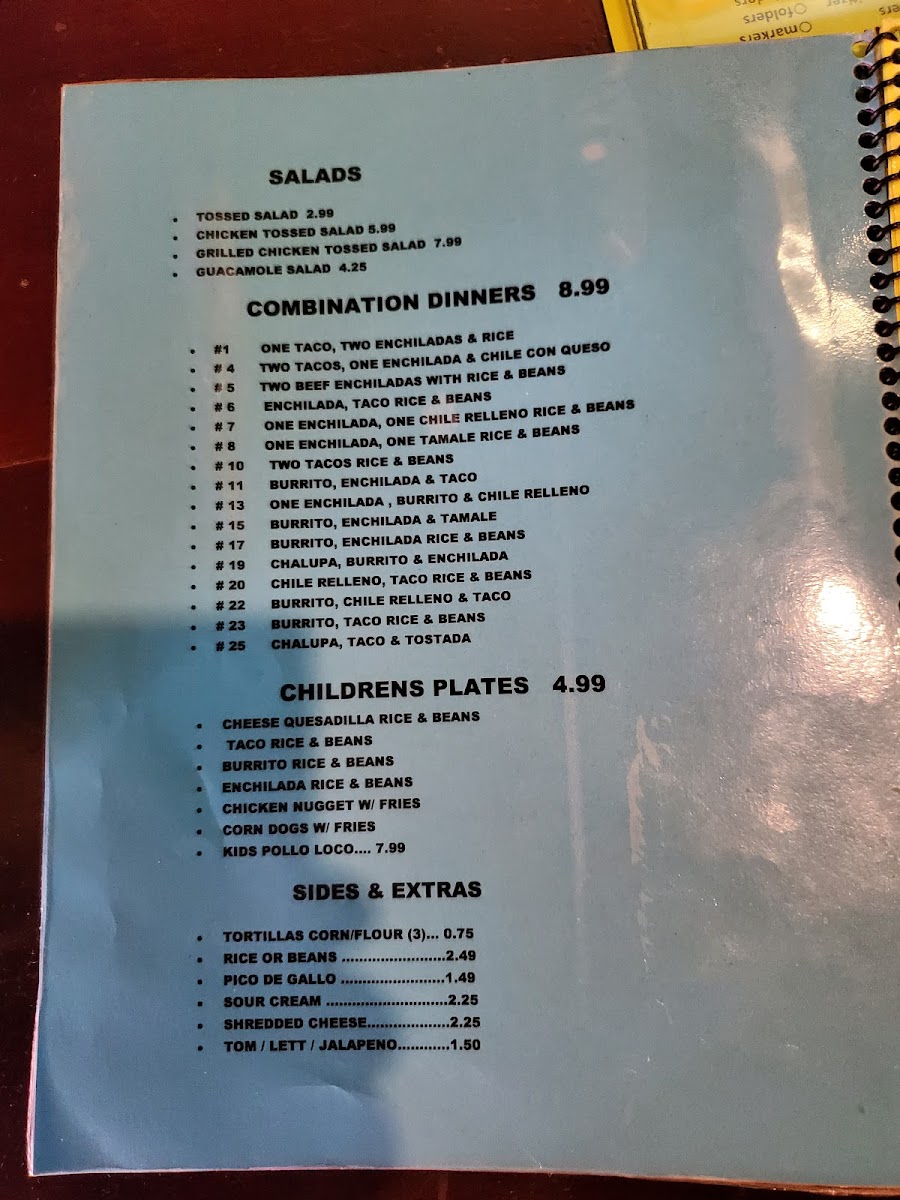 Omarkers
Ofolders
SALADS
• TOSSED SALAD 2.99
• CHICKEN TOSSED SALAD 5.99
• GRILLED CHICKEN TOSSED SALAD 7.99
• GUACAMOLE SALAD 4.25
COMBINATION DINNERS 8.99
• #1 ONE TACO, TWO ENCHILADAS & RICE
• # 4 TWO TACOS, ONE ENCHILADA & CHILE CON QUESO
• # 5 TWO BEEF ENCHILADAS WITH RICE & BEANS
• # 6 ENCHILADA, TACO RICE & BEANS
• # 7 ONE ENCHILADA, ONE CHILE RELLENO RICE & BEANS
• # 8 ONE ENCHILADA, ONE TAMALE RICE & BEANS
• # 10 TWO TACOS RICE & BEANS
• # 11 BURRITO, ENCHILADA & TACO
• # 13 ONE ENCHILADA , BURRITO & CHILE RELLENO
• # 15 BURRITO, ENCHILADA & TAMALE
• # 17 BURRITO, ENCHILADA RICE & BEANS
• # 19 CHALUPA, BURRITO & ENCHILADA
• # 20 CHILE RELLENO, TACO RICE & BEANS
• # 22 BURRITO, CHILE RELLENO & TACO
• # 23 BURRITO, TACO RICE & BEANS
• # 25 CHALUPA, TACO & TOSTADA
CHILDRENS PLATES 4.99
• CHEESE QUESADILLA RICE & BEANS
• TACO RICE & BEANS
• BURRITO RICE & BEANS
• ENCHILADA RICE & BEANS
• CHICKEN NUGGET W/ FRIES
• CORN DOGS W/ FRIES
• KIDS POLLO LOCO.... 7.99
SIDES & EXTRAS
• TORTILLAS CORN/FLOUR (3)... 0.75
• RICE OR BEANS .........................2.49
• PICO DE GALLO .........................1.49
• SOUR CREAM .............................2.25
• SHREDDED CHEESE....................2.25
• TOM / LETT / JALAPENO............1.50